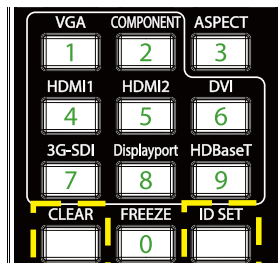 VGA COMPONENT ASPECT
1 2 3
HDMI1 HDMI2 DVI
4 5 6
3G-SDI Displayport HDBaseT
7 8 9
CLEAR FREEZE ID SET
0